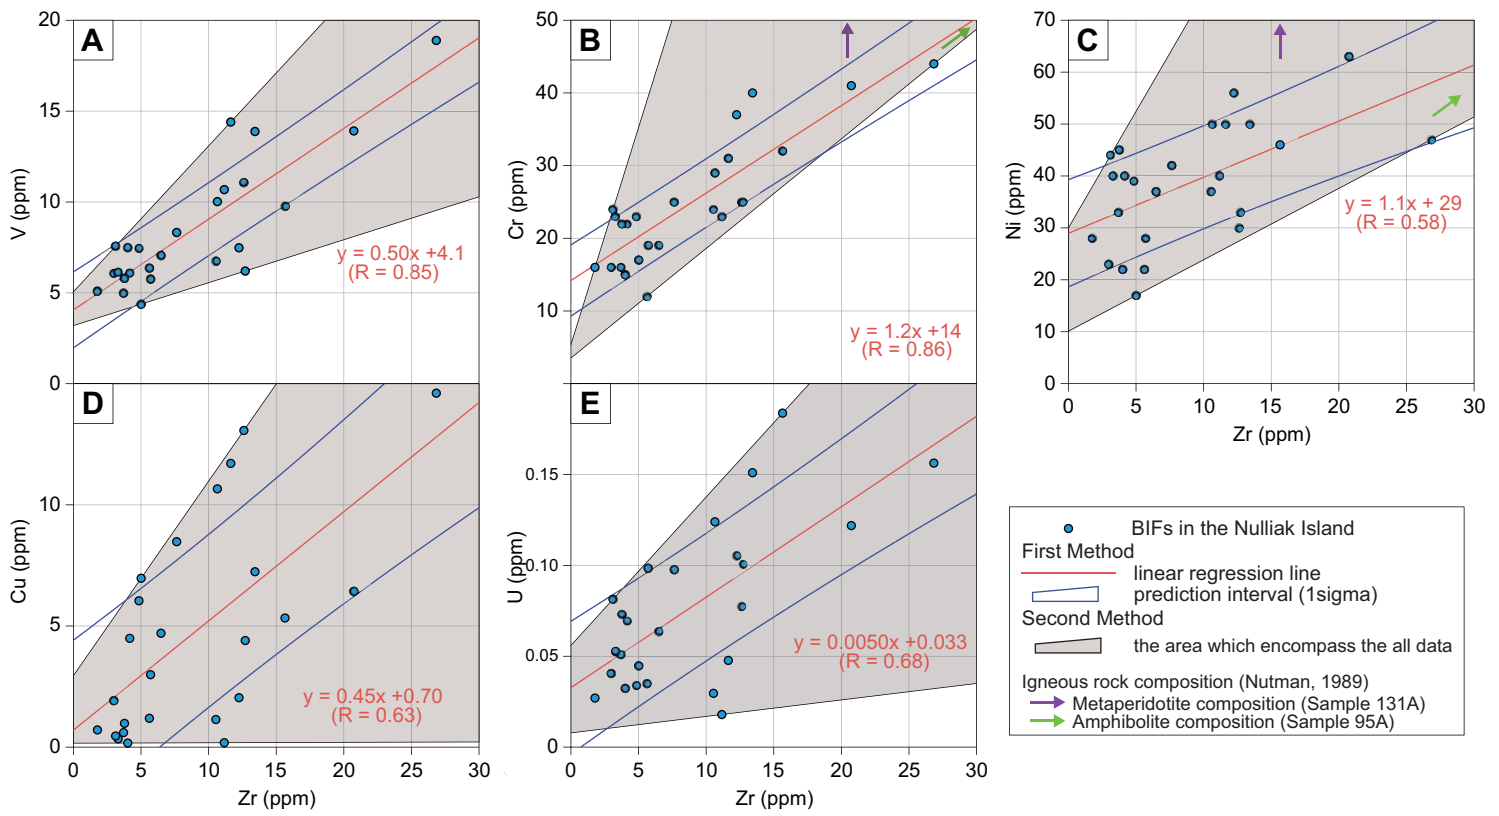 A
20
15
10
5
0
V (ppm)
y = 0.50x +4.1
(R = 0.85)
B
50
40
30
20
10
Cr (ppm)
y = 1.2x +14
(R = 0.86)
C
70
60
50
40
30
20
10
0
Ni (ppm)
y = 1.1x + 29
(R = 0.58)
0 5 10 15 20 25 30
Zr (ppm)
D
10
5
0
Cu (ppm)
y = 0.45x +0.70
(R = 0.63)
0 5 10 15 20 25 30
Zr (ppm)
E
0.15
0.10
0.05
0
U (ppm)
y = 0.0050x +0.033
(R = 0.68)
0 5 10 15 20 25 30
Zr (ppm)
BIFs in the Nulliak Island
First Method
linear regression line
prediction interval (1sigma)
Second Method
the area which encompass the all data
Igneous rock composition (Nutman, 1989)
Metaperidotite composition (Sample 131A)
Amphibolite composition (Sample 95A)